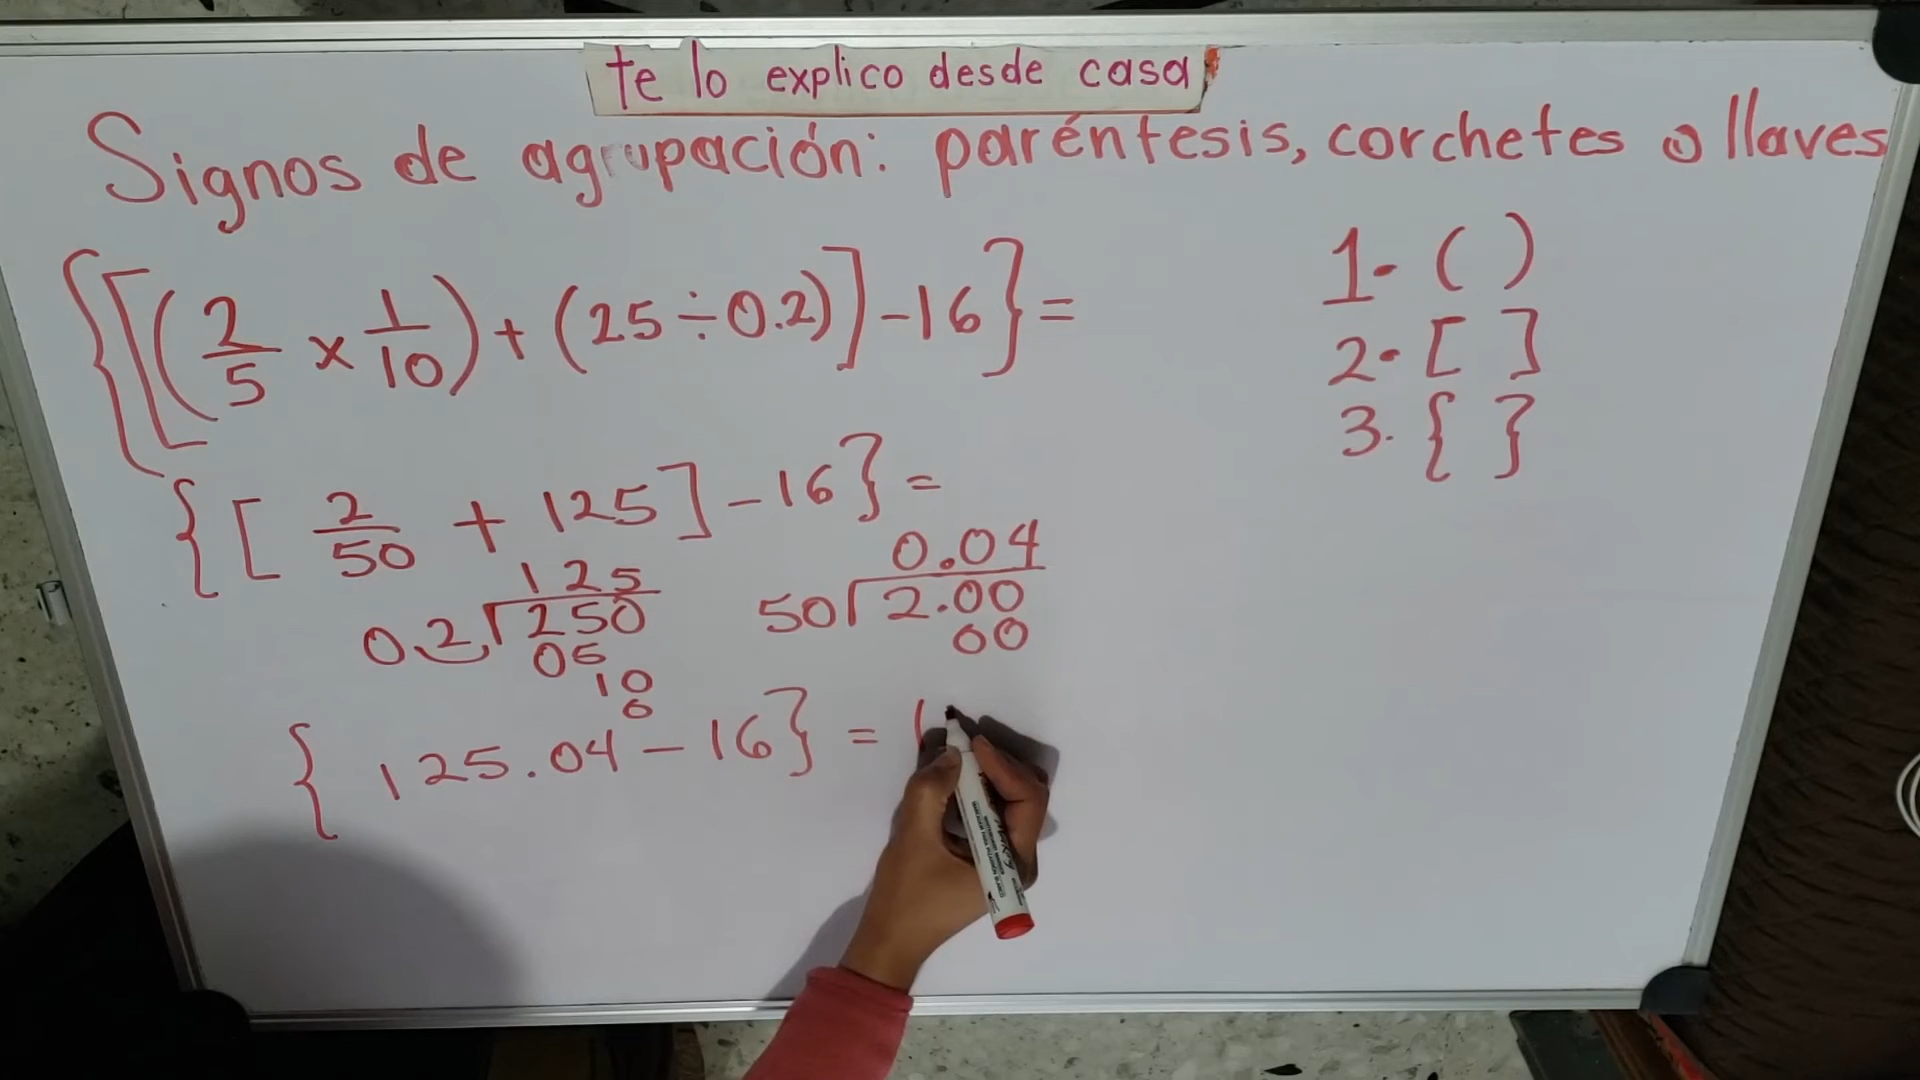 te lo explico desde casa
Signos de agrupación: paréntesis, corchetes o llaves
{[(2/5 x 1/10) + (25 ÷ 0.2)] - 16} =
1. ( )
2. [ ]
3. { }
{[ 2/50 + 125] - 16} =
125
0.2 250
05
10
0
0.04
50 2.00
00
{ 125.04 - 16} = 1